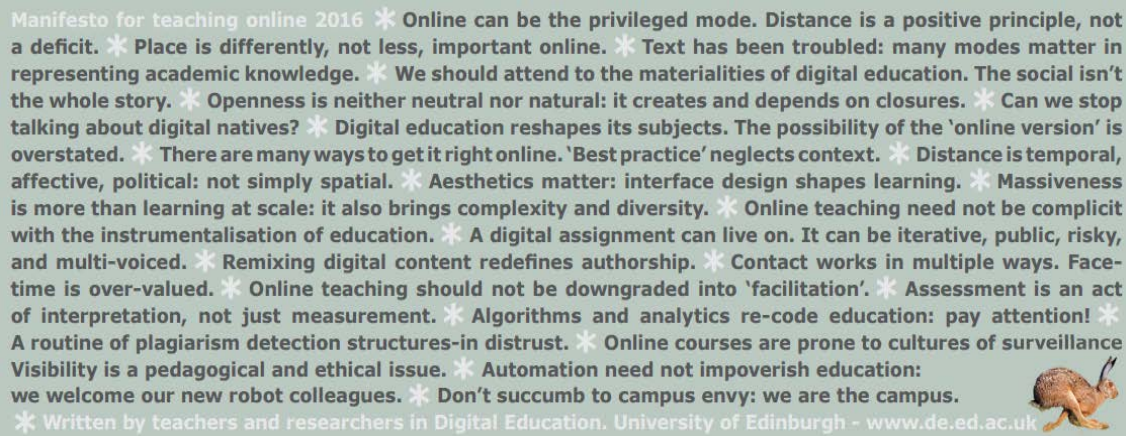 Manifesto for teaching online 2016 * Online can be the privileged mode. Distance is a positive principle, not
a deficit. * Place is differently, not less, important online. * Text has been troubled: many modes matter in
representing academic knowledge. * We should attend to the materialities of digital education. The social isn’t
the whole story. * Openness is neither neutral nor natural: it creates and depends on closures. * Can we stop
talking about digital natives? * Digital education reshapes its subjects. The possibility of the ‘online version’ is
overstated. * There are many ways to get it right online. ‘Best practice’ neglects context. * Distance is temporal,
affective, political: not simply spatial. * Aesthetics matter: interface design shapes learning. * Massiveness
is more than learning at scale: it also brings complexity and diversity. * Online teaching need not be complicit
with the instrumentalisation of education. * A digital assignment can live on. It can be iterative, public, risky,
and multi-voiced. * Remixing digital content redefines authorship. * Contact works in multiple ways. Face-
time is over-valued. * Online teaching should not be downgraded into ‘facilitation’. * Assessment is an act
of interpretation, not just measurement. * Algorithms and analytics re-code education: pay attention! *
A routine of plagiarism detection structures-in distrust. * Online courses are prone to cultures of surveillance
Visibility is a pedagogical and ethical issue. * Automation need not impoverish education:
we welcome our new robot colleagues. * Don’t succumb to campus envy: we are the campus.
* Written by teachers and researchers in Digital Education. University of Edinburgh - www.de.ed.ac.uk